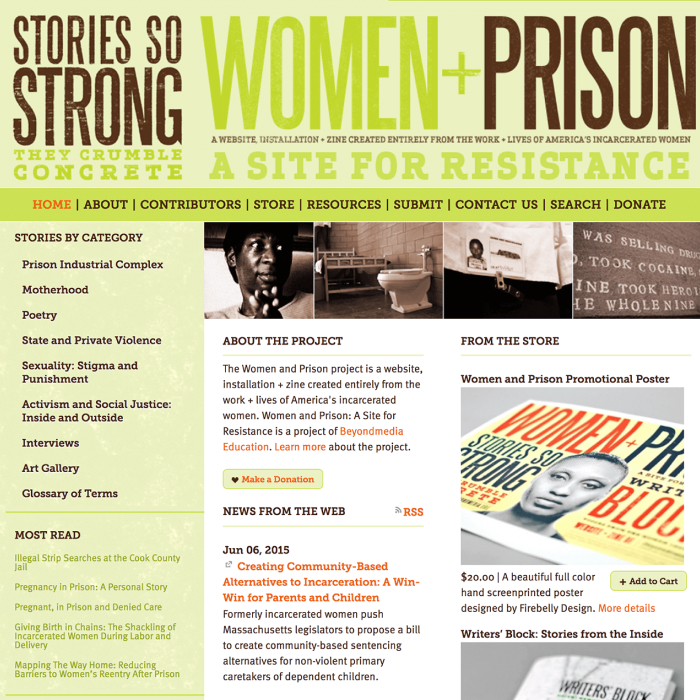 STORIES SO
STRONG
THEY CRUMBLE
CONCRETE
WOMEN+PRISON
A WEBSITE, INSTALLATION + ZINE CREATED ENTIRELY FROM THE WORK + LIVES OF AMERICA'S INCARCERATED WOMEN
A SITE FOR RESISTANCE
HOME | ABOUT | CONTRIBUTORS | STORE | RESOURCES | SUBMIT | CONTACT US | SEARCH | DONATE
STORIES BY CATEGORY
Prison Industrial Complex
Motherhood
Poetry
State and Private Violence
Sexuality: Stigma and
Punishment
Activism and Social Justice:
Inside and Outside
Interviews
Art Gallery
Glossary of Terms
MOST READ
Illegal Strip Searches at the Cook County
Jail
Pregnancy in Prison: A Personal Story
Pregnant, in Prison and Denied Care
Giving Birth in Chains: The Shackling of
Incarcerated Women During Labor and
Delivery
Mapping The Way Home: Reducing
Barriers to Women's Reentry After Prison
WAS SELLING DRUG
TOOK COCAINE,
INE TOOK HEROI
HE WHOLE NINE
ABOUT THE PROJECT
The Women and Prison project is a website,
installation + zine created entirely from the
work + lives of America's incarcerated
women. Women and Prison: A Site for
Resistance is a project of Beyondmedia
Education. Learn more about the project.
Make a Donation
NEWS FROM THE WEB
RSS
Jun 06, 2015
Creating Community-Based
Alternatives to Incarceration: A Win-
Win for Parents and Children
Formerly incarcerated women push
Massachusetts legislators to propose a bill
to create community-based sentencing
alternatives for non-violent primary
caretakers of dependent children.
FROM THE STORE
Women and Prison Promotional Poster
WOMEN+PRI
STORIES SO
STRONG
WRIT
BLOC
$20.00 | A beautiful full color
hand screenprinted poster
designed by Firebelly Design. More details
+ Add to Cart
Writers' Block: Stories from the Inside
WRITERS' BLOCK